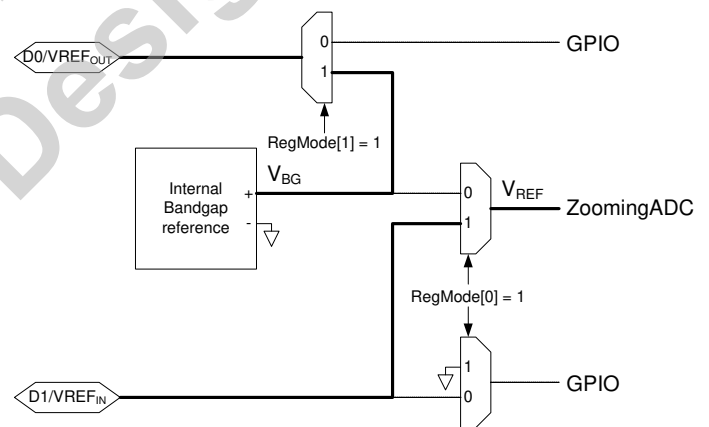 Desig
0
GPIO
D0/VREFOUT
1
RegMode[1] = 1
VBG
Internal
Bandgap
reference
+
-
0
VREF
1
ZoomingADC
RegMode[0] = 1
1
0
GPIO
D1/VREFIN